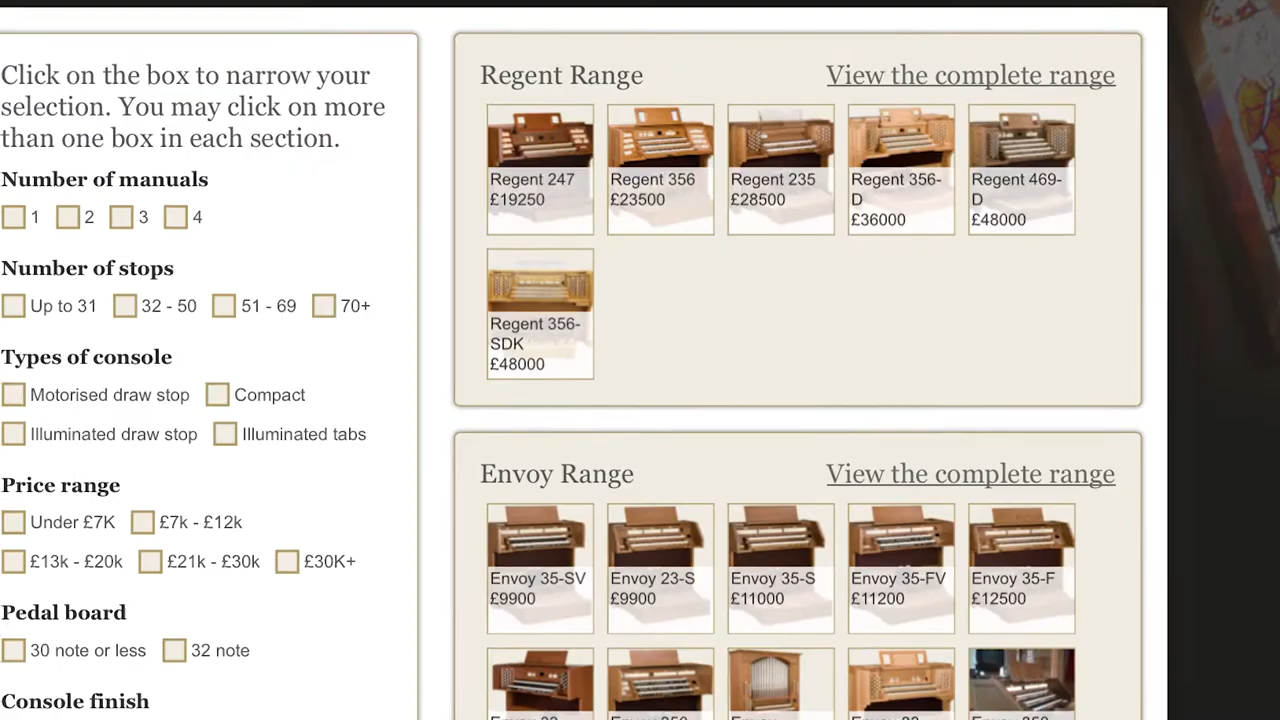 Click on the box to narrow your
selection. You may click on more
than one box in each section.
Number of manuals
1 2 3 4
Number of stops
Up to 31 32 - 50 51 - 69 70+
Types of console
Motorised draw stop Compact
Illuminated draw stop Illuminated tabs
Price range
Under £7K £7k - £12k
£13k - £20k £21k - £30k £30K+
Pedal board
30 note or less 32 note
Console finish
Regent Range View the complete range
Regent 247
£19250
Regent 356
£23500
Regent 235
£28500
Regent 356-
D
£36000
Regent 469-
D
£48000
Regent 356-
SDK
£48000
Envoy Range View the complete range
Envoy 35-SV
£9900
Envoy 23-S
£9900
Envoy 35-S
£11000
Envoy 35-FV
£11200
Envoy 35-F
£12500